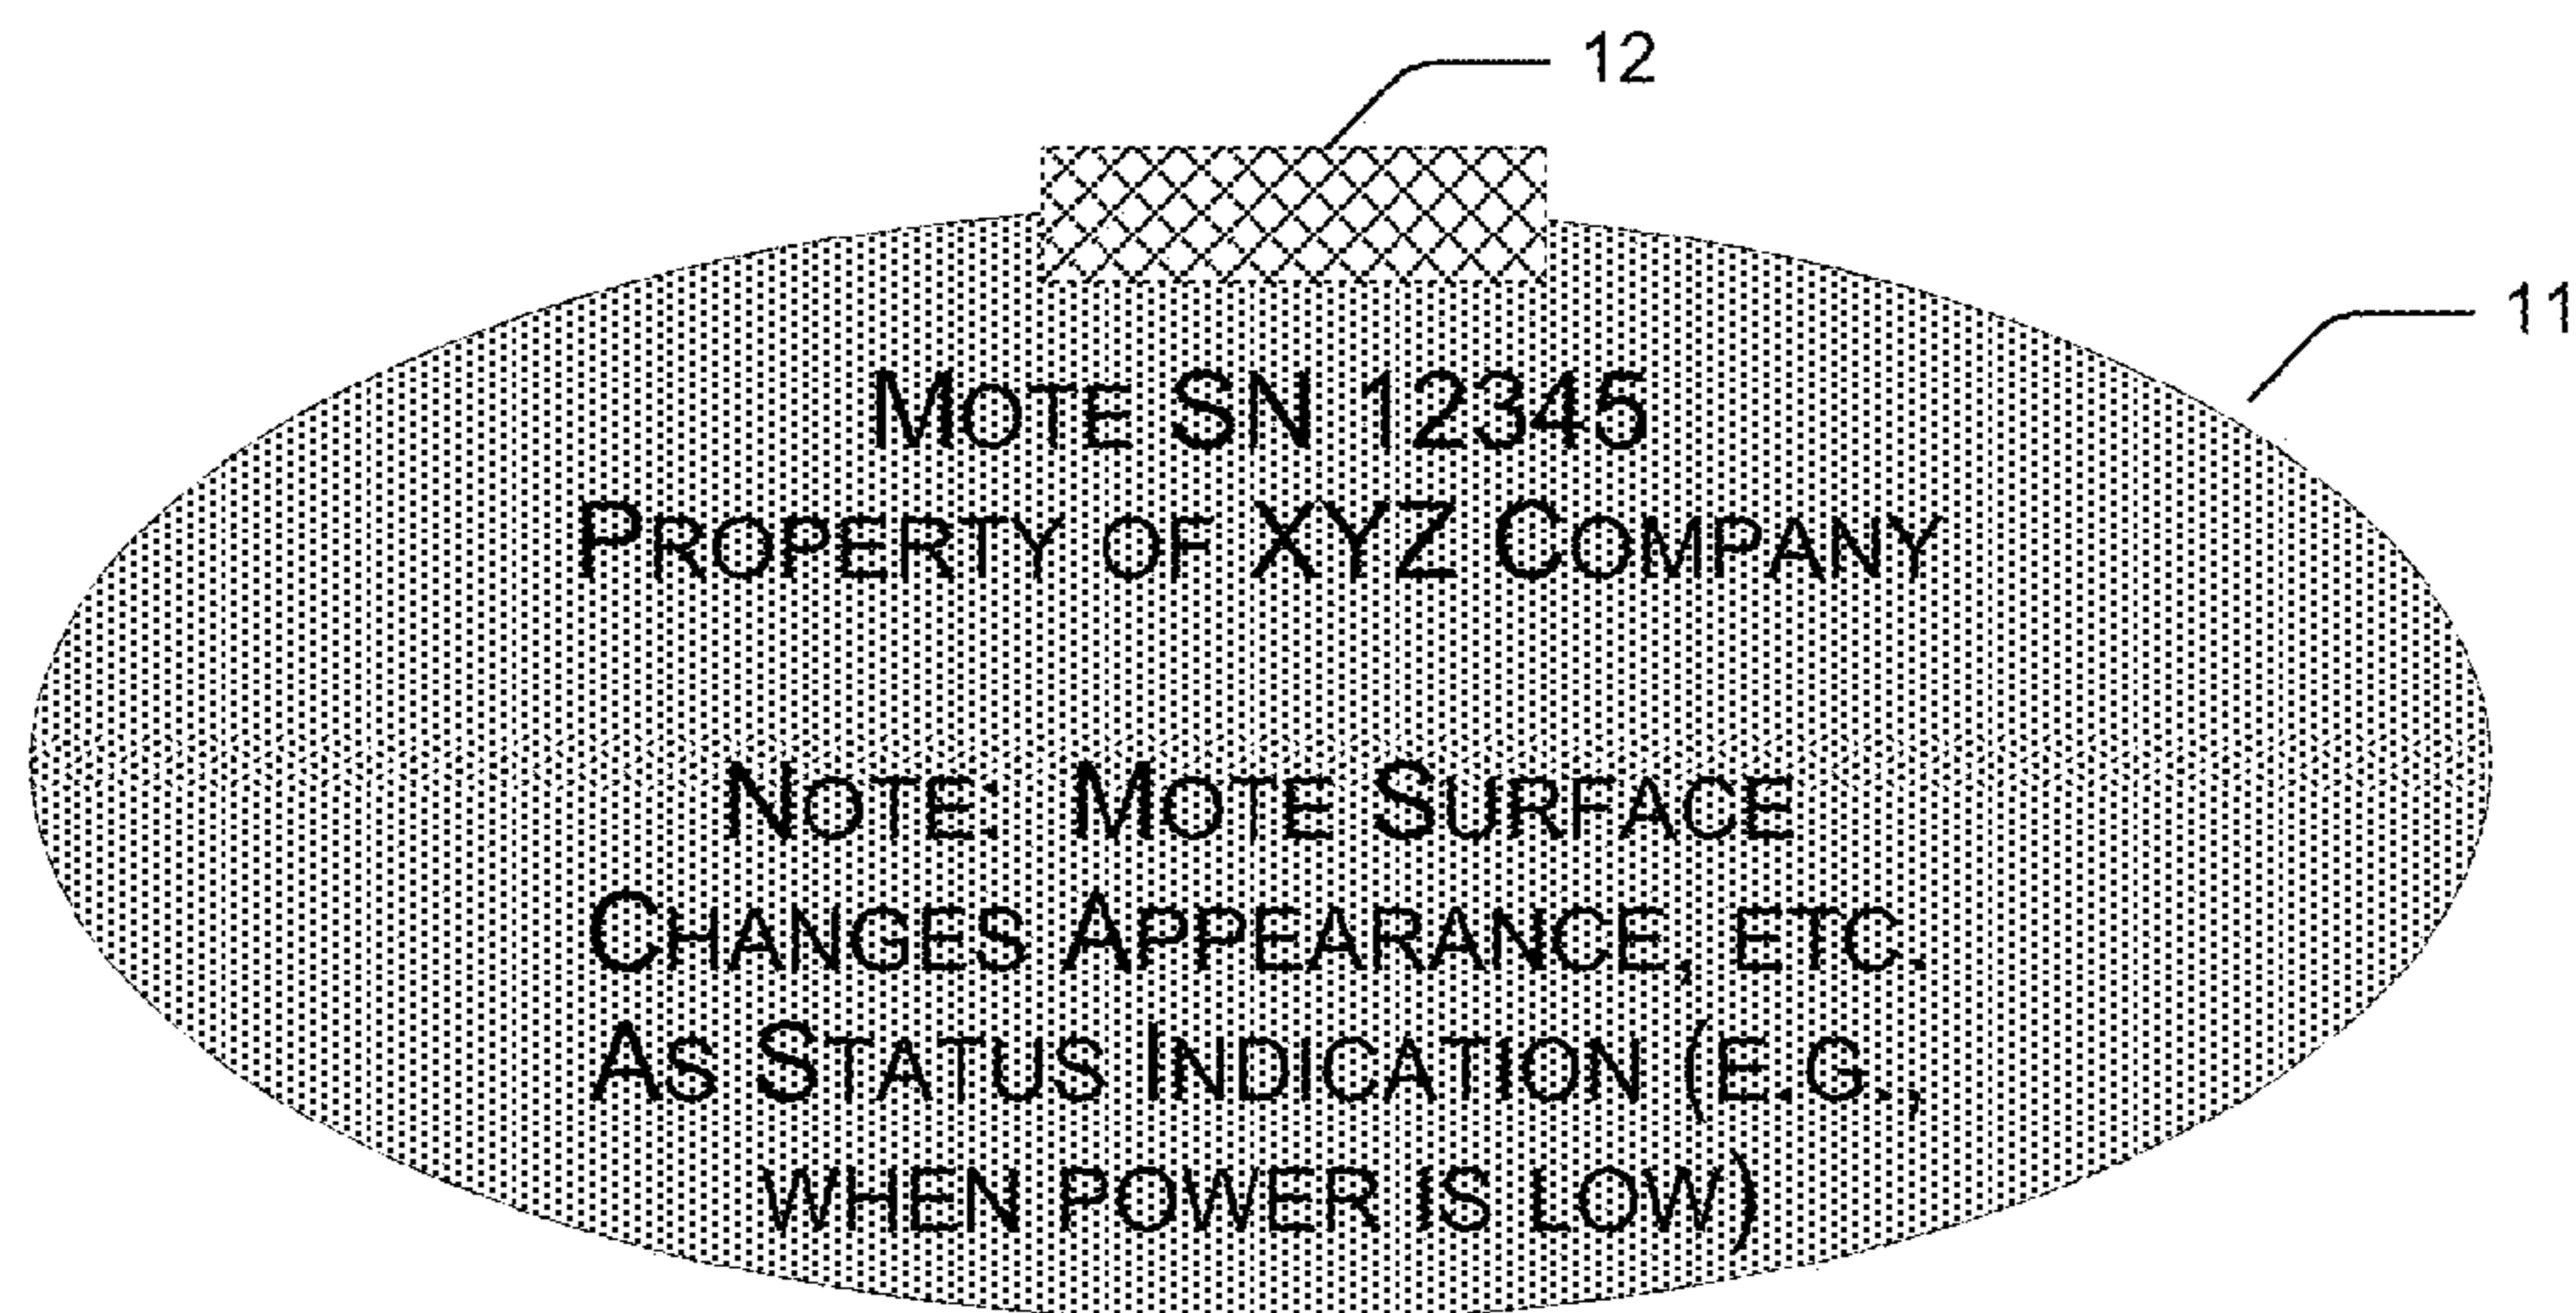 12
11
MOTE SN 12345
PROPERTY OF XYZ COMPANY
NOTE: MOTE SURFACE
CHANGES APPEARANCE, ETC.
AS STATUS INDICATION (E.G.,
WHEN POWER IS LOW)